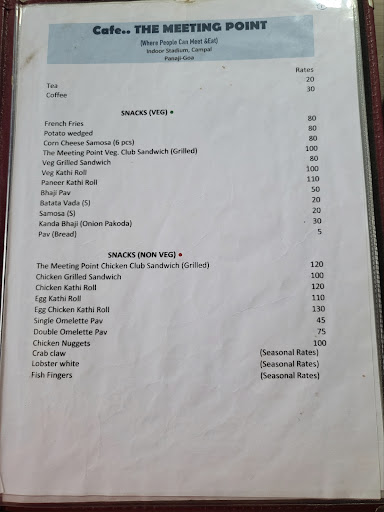 Cafe.. THE MEETING POINT
(Where People Can Meet &Eat)
Indoor Stadium, Campal
Panaji-Goa
Rates
Tea 20
Coffee 30
SNACKS (VEG)
French Fries 80
Potato wedged 80
Corn Cheese Samosa (6 pcs) 80
The Meeting Point Veg. Club Sandwich (Grilled) 100
Veg Grilled Sandwich 80
Veg Kathi Roll 100
Paneer Kathi Roll 110
Bhaji Pav 50
Batata Vada (S) 20
Samosa (S) 20
Kanda Bhaji (Onion Pakoda) 30
Pav (Bread) 5
SNACKS (NON VEG)
The Meeting Point Chicken Club Sandwich (Grilled) 120
Chicken Grilled Sandwich 100
Chicken Kathi Roll 120
Egg Kathi Roll 110
Egg Chicken Kathi Roll 130
Single Omelette Pav 45
Double Omelette Pav 75
Chicken Nuggets 100
Crab claw (Seasonal Rates)
Lobster white (Seasonal Rates)
Fish Fingers (Seasonal Rates)